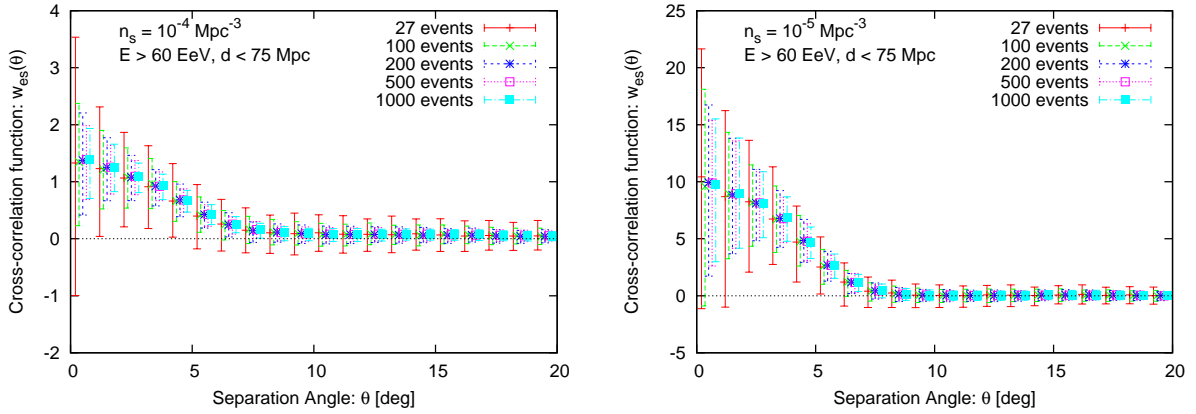 n_s = 10^-4 Mpc^-3
E > 60 EeV, d < 75 Mpc
27 events
100 events
200 events
500 events
1000 events
Cross-correlation function: w_es(θ)
4
3
2
1
0
-1
-2
0 5 10 15 20
Separation Angle: θ [deg]
n_s = 10^-5 Mpc^-3
E > 60 EeV, d < 75 Mpc
27 events
100 events
200 events
500 events
1000 events
Cross-correlation function: w_es(θ)
25
20
15
10
5
0
-5
0 5 10 15 20
Separation Angle: θ [deg]